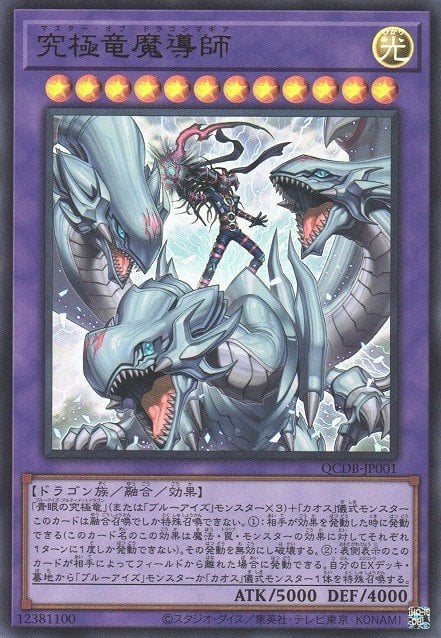 マスター・オブ・ドラゴンマギア
究極竜魔導師
光
QCDB-JP001
【ドラゴン族／融合／効果】
「青眼の究極竜」(または「ブルーアイズ」モンスター×3)＋「カオス」儀式モンスター
このカードは融合召喚でしか特殊召喚できない。①：相手が効果を発動した時に発動
できる(このカード名のこの効果は魔法・罠・モンスターの効果に対してそれぞれ
1ターンに1度しか発動できない)。その発動を無効にし破壊する。②：表側表示のこ
のカードが相手によってフィールドから離れた場合に発動できる。自分のEXデッキ・
墓地から「ブルーアイズ」モンスターか「カオス」儀式モンスター1体を特殊召喚する。
ATK/5000 DEF/4000
12381100
©スタジオ・ダイス／集英社・テレビ東京・KONAMI